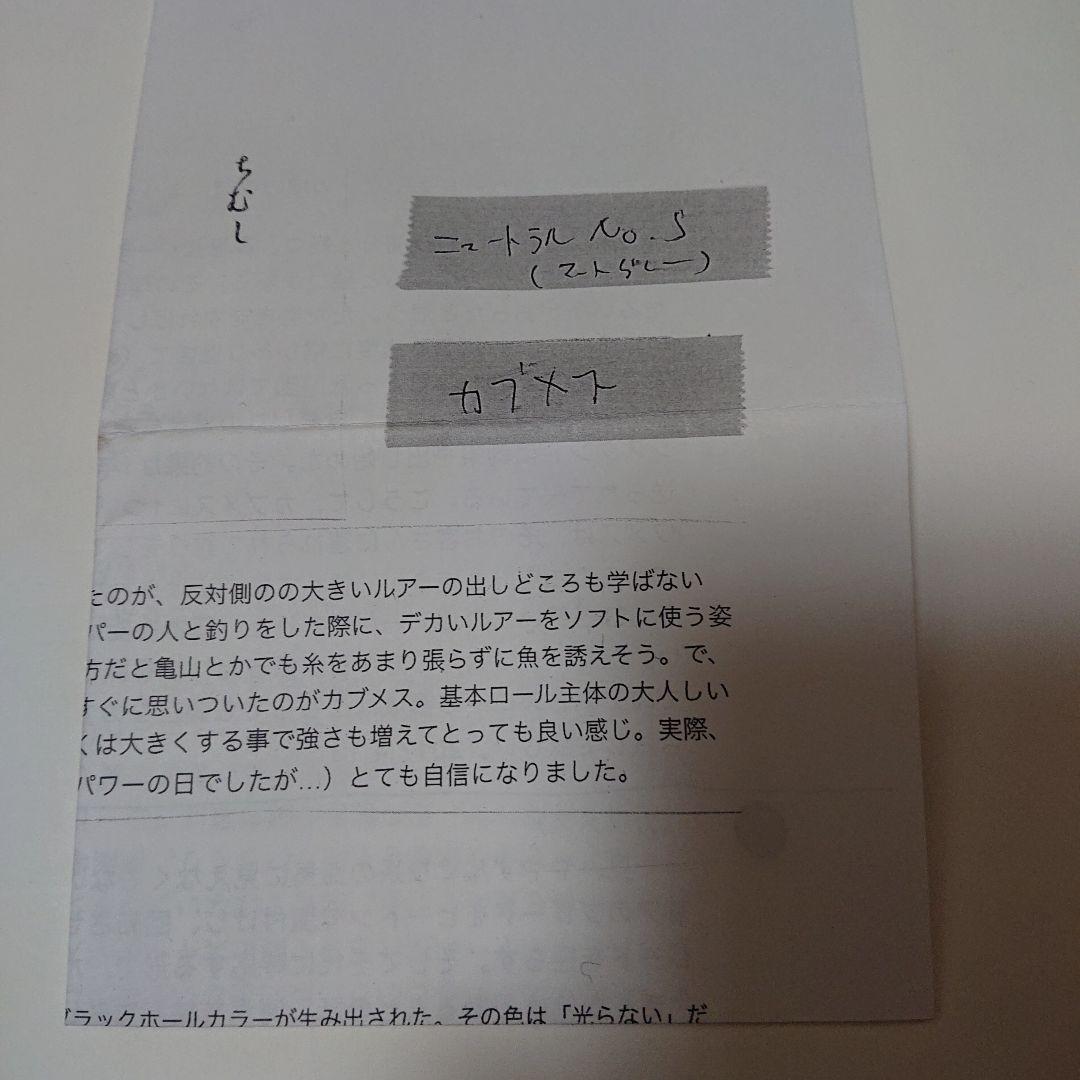 ちむし
ニュートラル No.5
(マットグレー)
カブメス
たのが、反対側のの大きいルアーの出しどころも学ばない
パーの人と釣りをした際に、デカいルアーをソフトに使う姿
方だと亀山とかでも糸をあまり張らずに魚を誘えそう。で、
すぐに思いついたのがカブメス。基本ロール主体の大人しい
くは大きくする事で強さも増えてとっても良い感じ。実際、
パワーの日でしたが…）とても自信になりました。
ブラックホールカラーが生み出された。その色は「光らない」だ